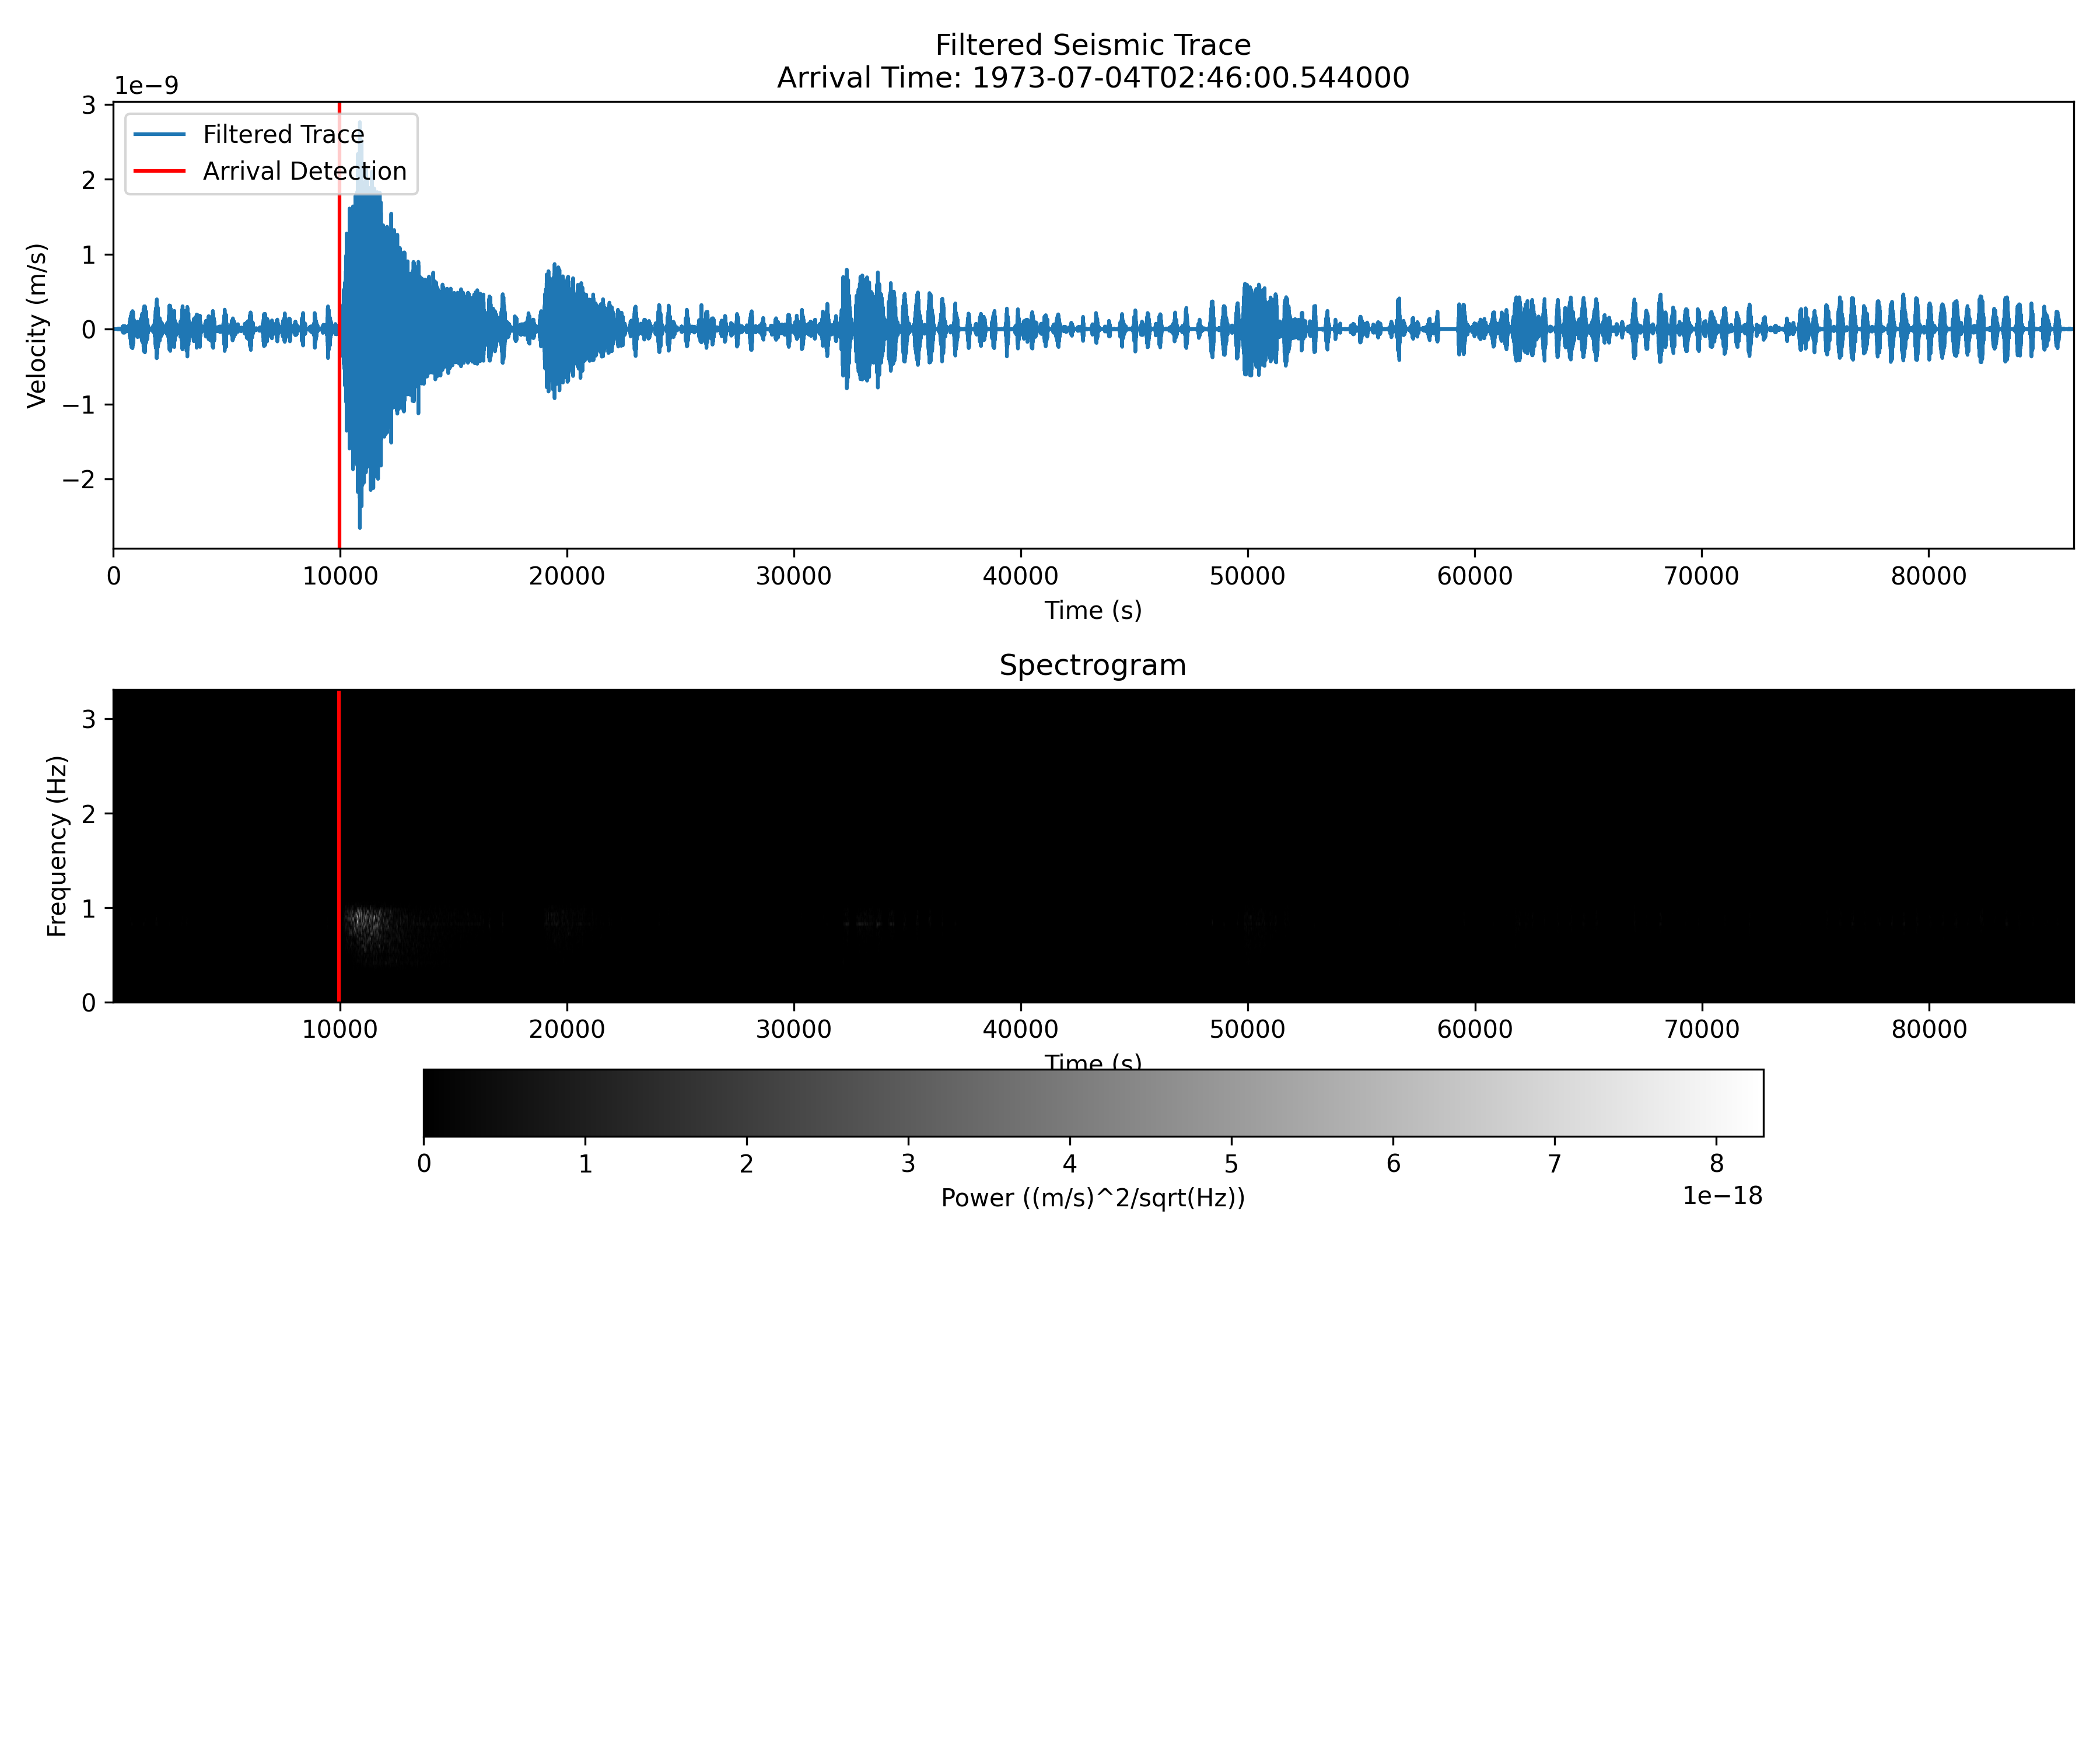 Filtered Seismic Trace
Arrival Time: 1973-07-04T02:46:00.544000
1e−9
Filtered Trace
Arrival Detection
Velocity (m/s)
3
2
1
0
−1
−2
0 10000 20000 30000 40000 50000 60000 70000 80000
Time (s)
Spectrogram
Frequency (Hz)
3
2
1
0
10000 20000 30000 40000 50000 60000 70000 80000
Time (s)
0 1 2 3 4 5 6 7 8
1e−18
Power ((m/s)^2/sqrt(Hz))